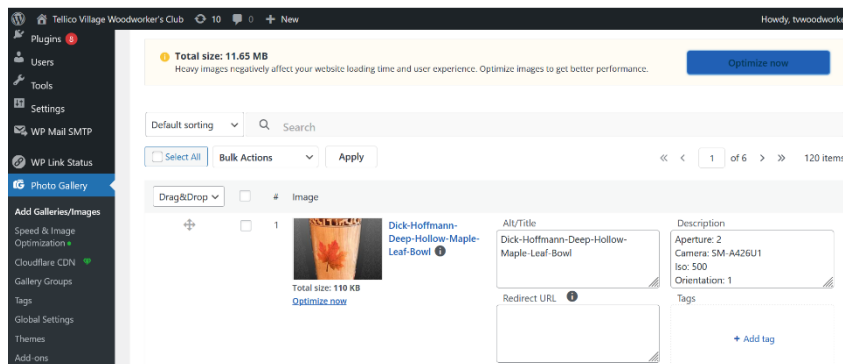 Tellico Village Woodworker's Club 10 0 + New Howdy, tvwoodworke
Plugins 8
Users
Tools
Settings
WP Mail SMTP
WP Link Status
Photo Gallery
Add Galleries/Images
Speed & Image
Optimization
Cloudflare CDN
Gallery Groups
Tags
Global Settings
Themes
Add-ons
Total size: 11.65 MB
Heavy images negatively affect your website loading time and user experience. Optimize images to get better performance.
Optimize now
Default sorting Search
Select All Bulk Actions Apply « ‹ 1 of 6 › » 120 items
Drag&Drop # Image
1
Dick-Hoffmann-
Deep-Hollow-Maple-
Leaf-Bowl
Total size: 110 KB
Optimize now
Alt/Title
Dick-Hoffmann-Deep-Hollow-
Maple-Leaf-Bowl
Redirect URL
Description
Aperture: 2
Camera: SM-A426U1
Iso: 500
Orientation: 1
Tags
+ Add tag